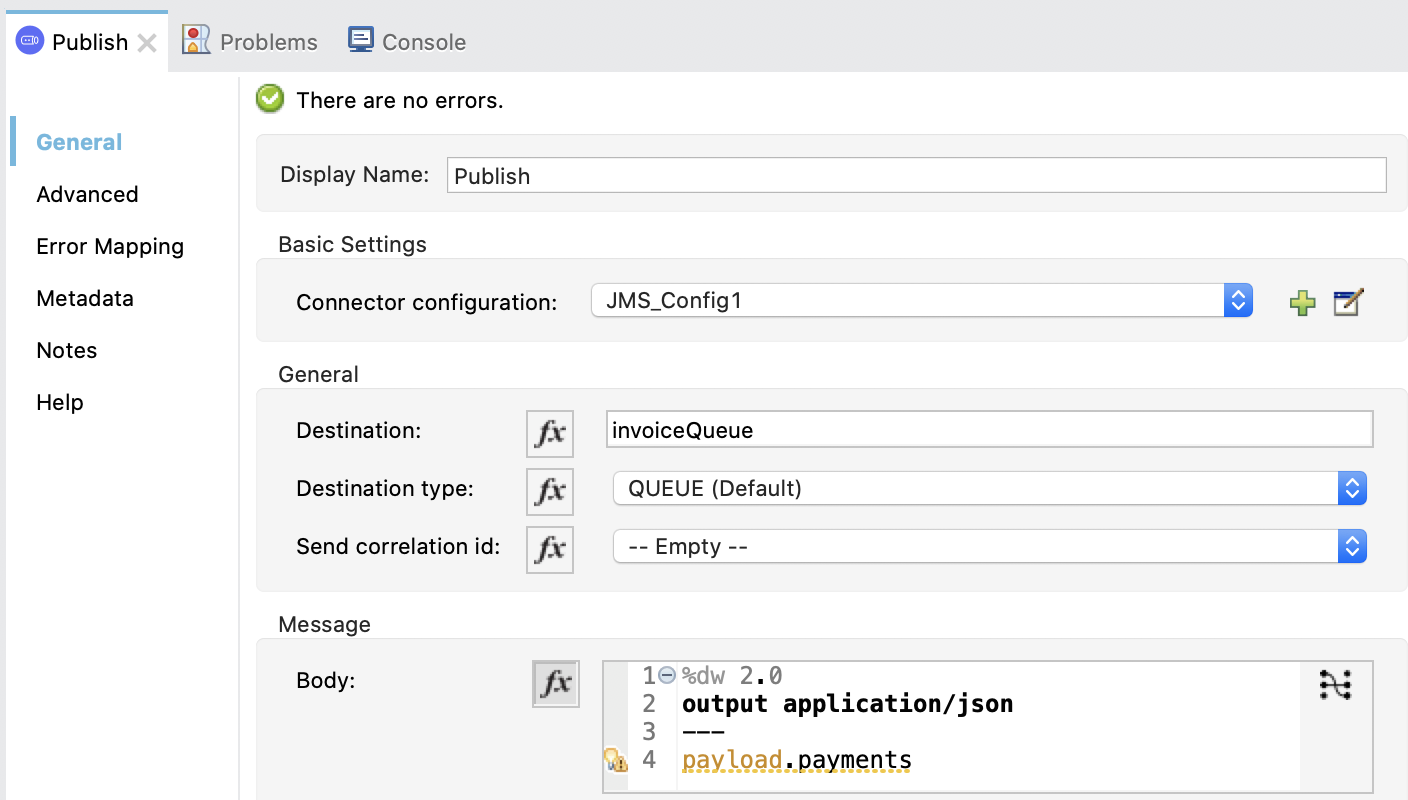 Publish Problems Console
There are no errors.
General
Advanced
Error Mapping
Metadata
Notes
Help
Display Name: Publish
Basic Settings
Connector configuration: JMS_Config1
General
Destination: fx invoiceQueue
Destination type: fx QUEUE (Default)
Send correlation id: fx -- Empty --
Message
Body: fx
1 %dw 2.0
2 output application/json
3 ---
4 payload.payments